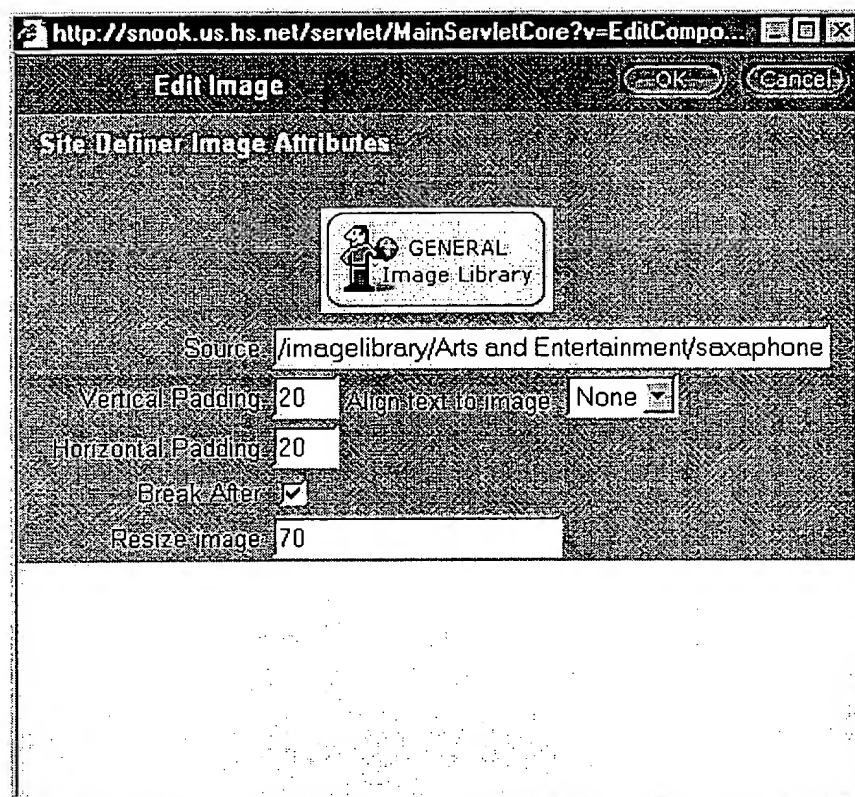 http://snook.us.hs.net/servlet/MainServletCore?v=EditCompo...
Edit Image OK Cancel
Site Definer Image Attributes
GENERAL
Image Library
Source: /imagelibrary/Arts and Entertainment/saxaphone
Vertical Padding: 20 Align text to image: None
Horizontal Padding: 20
Break After:
Resize image: 70